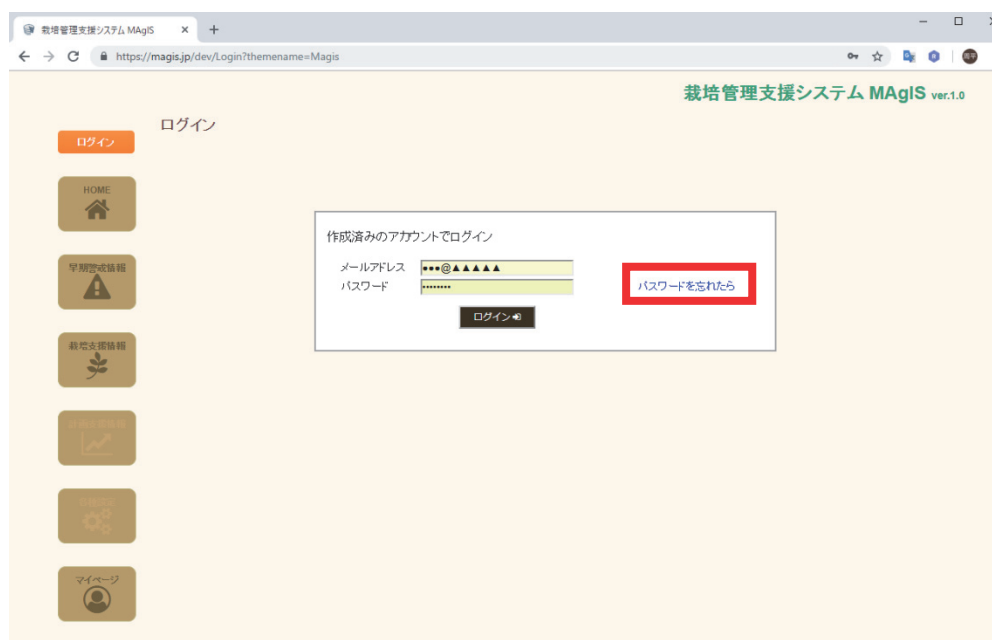 栽培管理支援システム MAgIS
https://magis.jp/dev/Login?themename=Magis
栽培管理支援システム MAgIS ver.1.0
ログイン
ログイン
HOME
早期警戒情報
栽培支援情報
マイページ
作成済みのアカウントでログイン
メールアドレス ●●●@▲▲▲▲▲
パスワード ••••••••
パスワードを忘れたら
ログイン